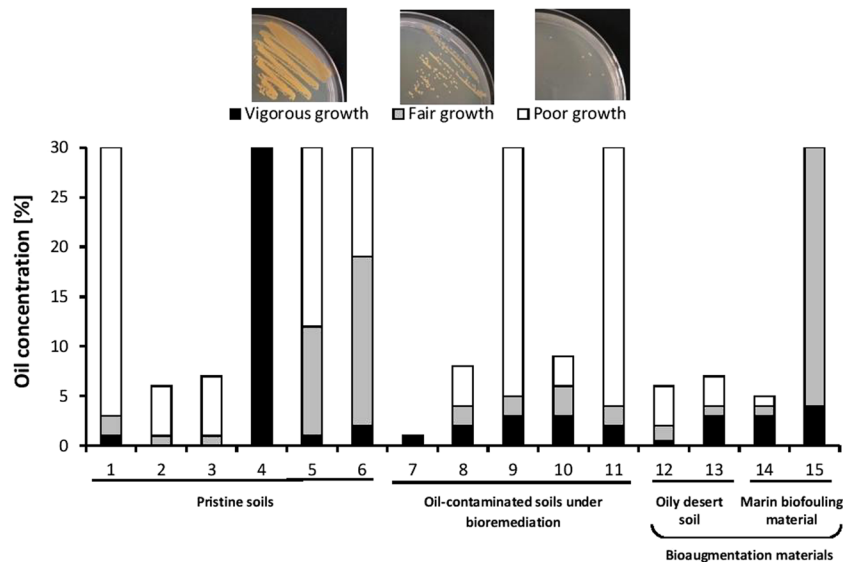 Vigorous growth Fair growth Poor growth
Oil concentration [%]
30
25
20
15
10
5
0
1 2 3 4 5 6 7 8 9 10 11 12 13 14 15
Pristine soils
Oil-contaminated soils under
bioremediation
Oily desert
soil
Marin biofouling
material
Bioaugmentation materials